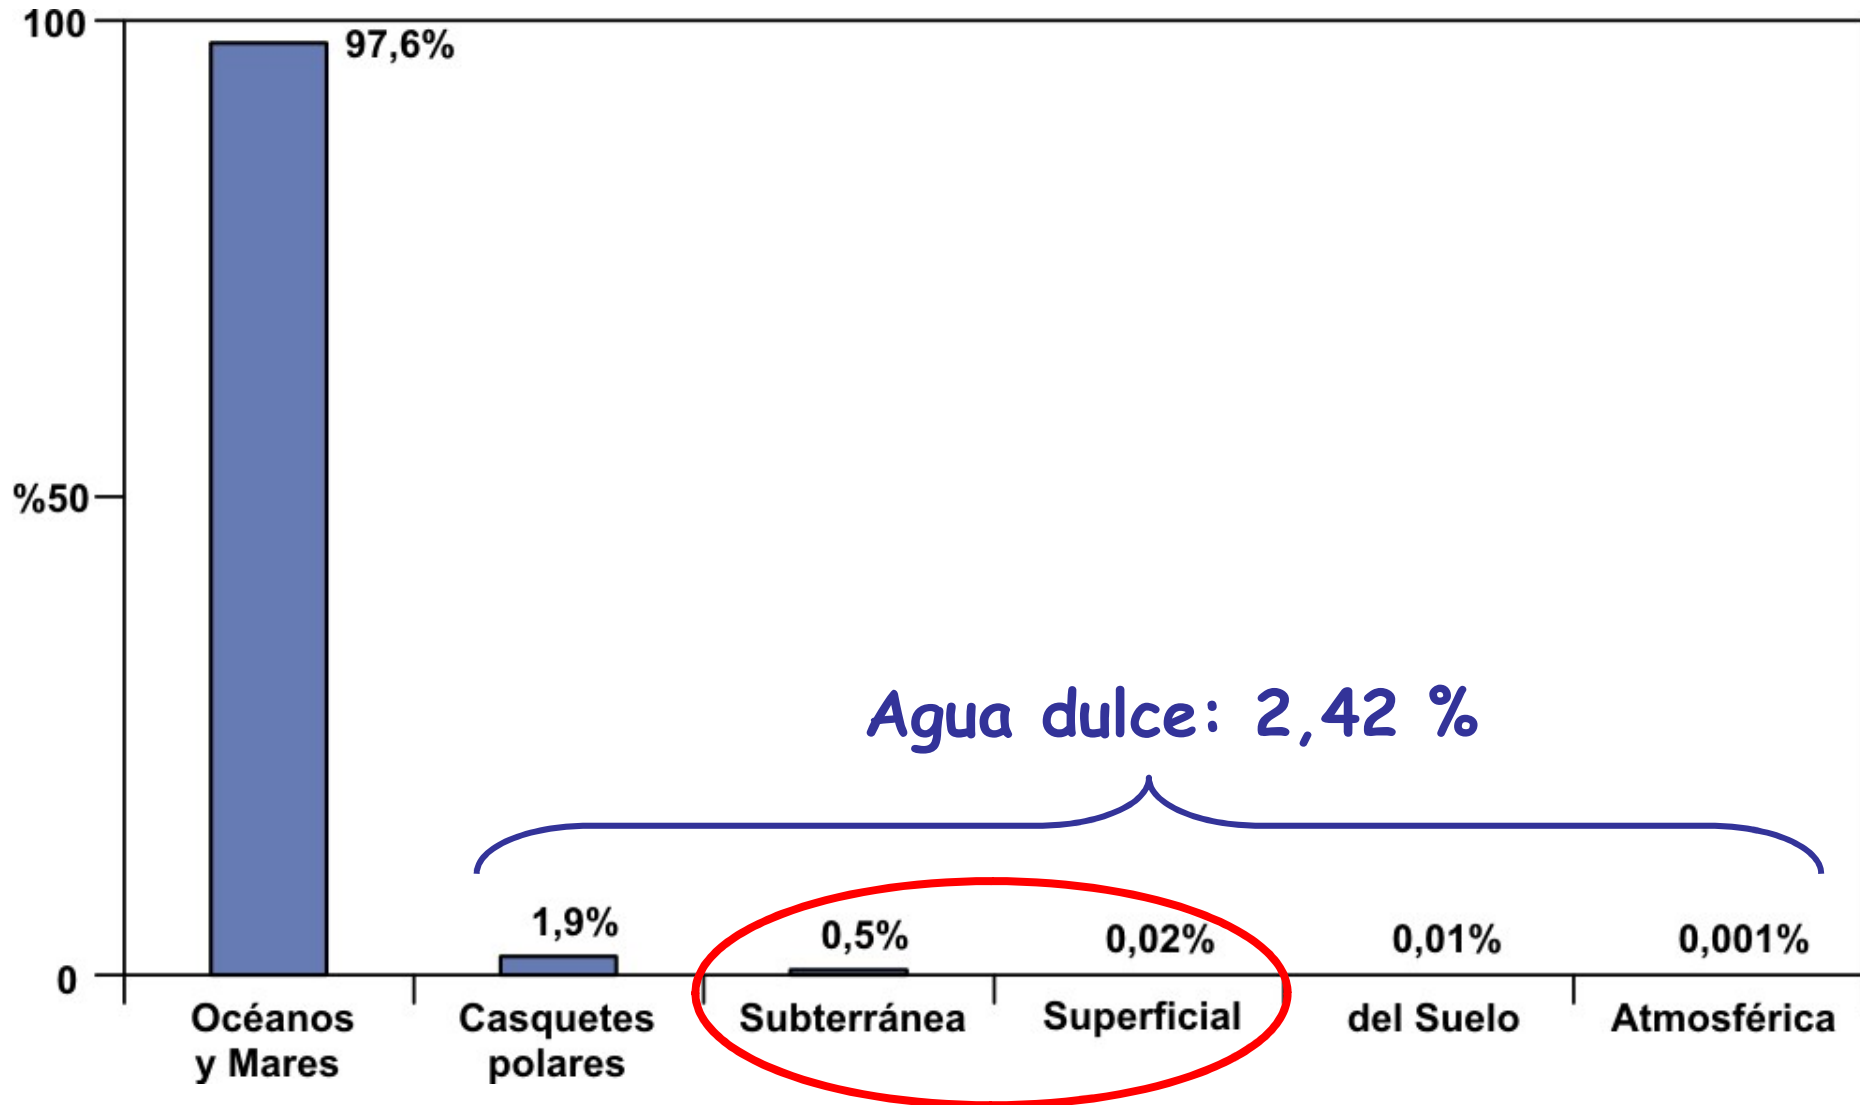 100
97,6%
%50
Agua dulce: 2,42 %
1,9%
0,5%
0,02%
0,01%
0,001%
0
Océanos
y Mares
Casquetes
polares
Subterránea
Superficial
del Suelo
Atmosférica